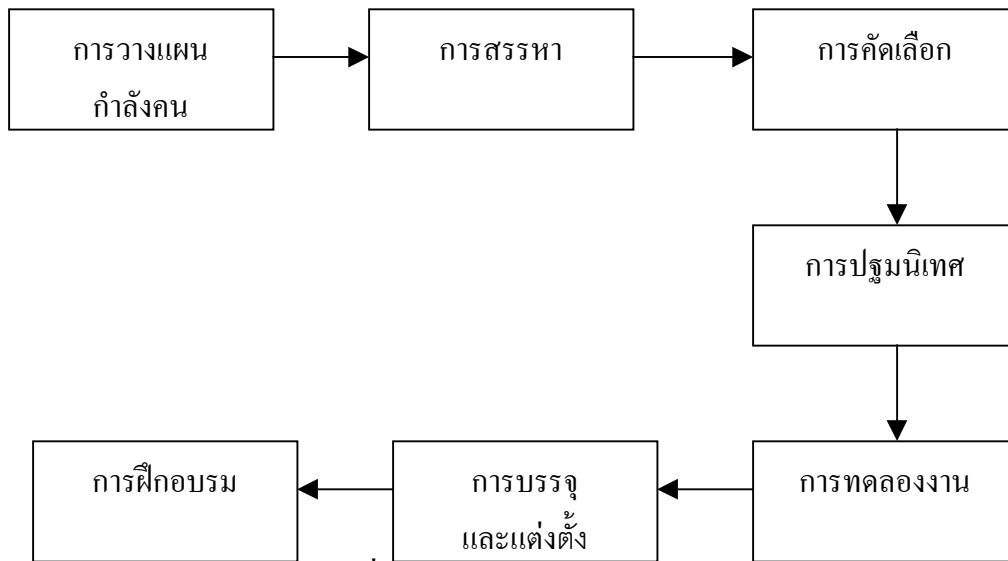 การวางแผน
กำลังคน
การสรรหา
การคัดเลือก
การปฐมนิเทศ
การทดลองงาน
การบรรจุ
และแต่งตั้ง
การฝึกอบรม